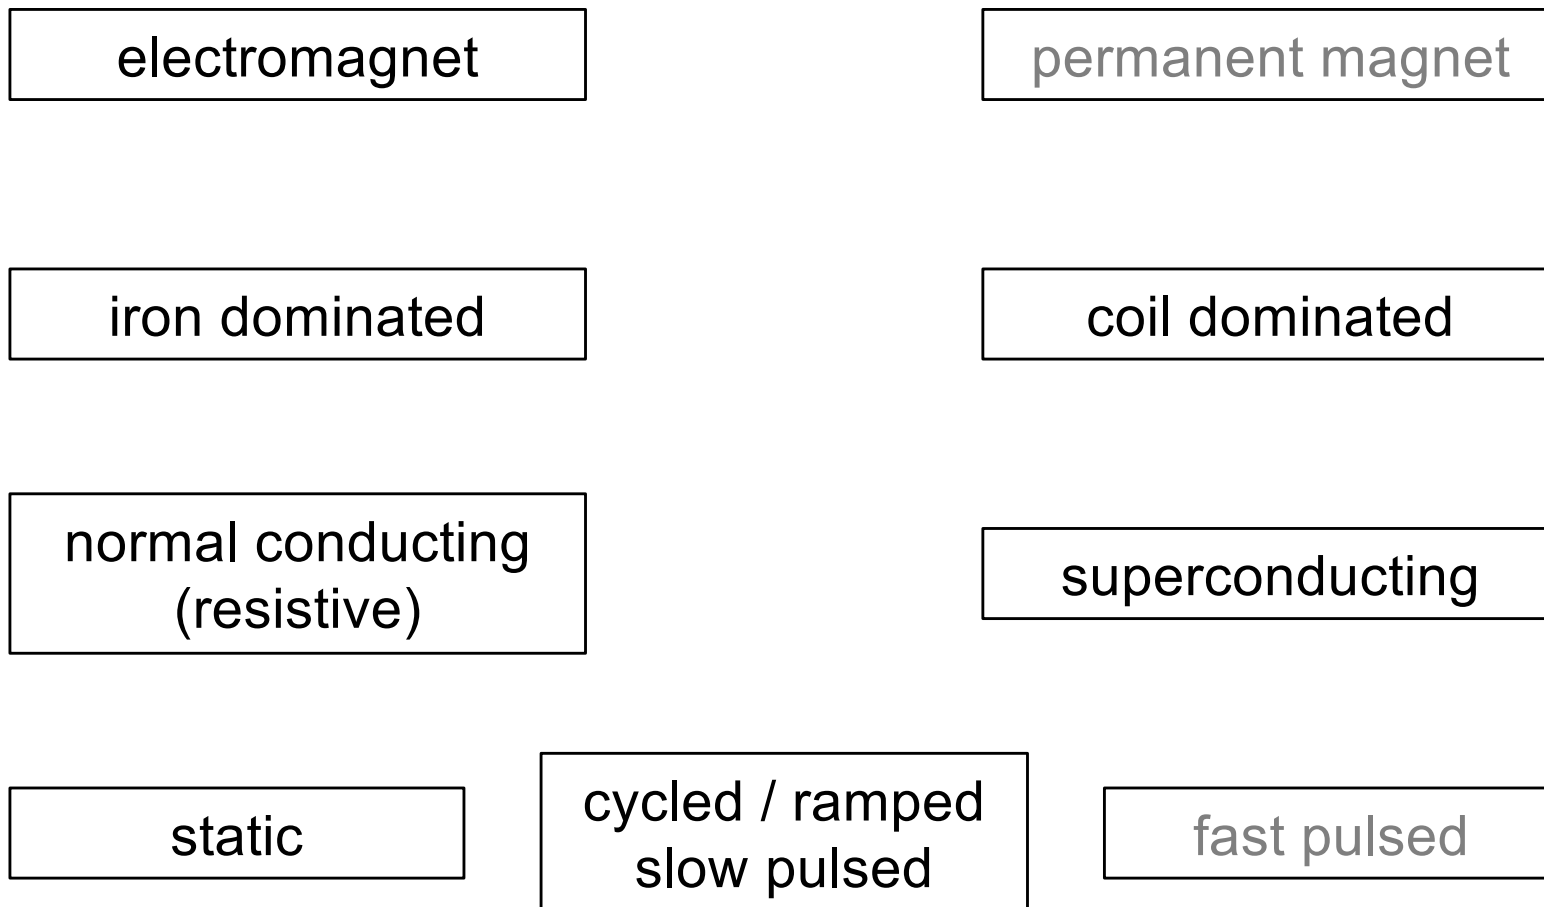 electromagnet
permanent magnet
iron dominated
coil dominated
normal conducting
(resistive)
superconducting
static
cycled / ramped
slow pulsed
fast pulsed